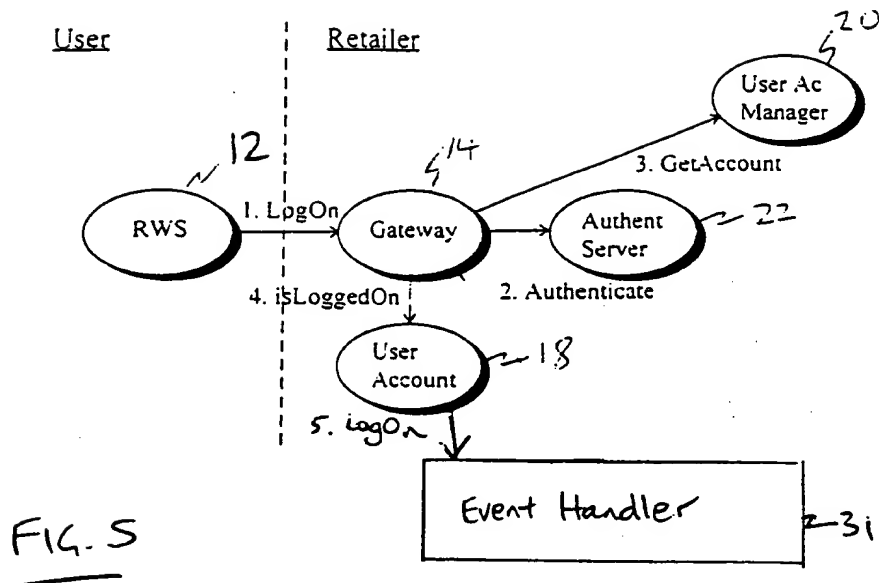 User
Retailer
20
User Ac
Manager
12
14
3. GetAccount
1. LogOn
RWS
Gateway
Authent
Server
22
4. isLoggedOn
2. Authenticate
User
Account
18
5. LogOn
Event Handler
31
FIG. 5